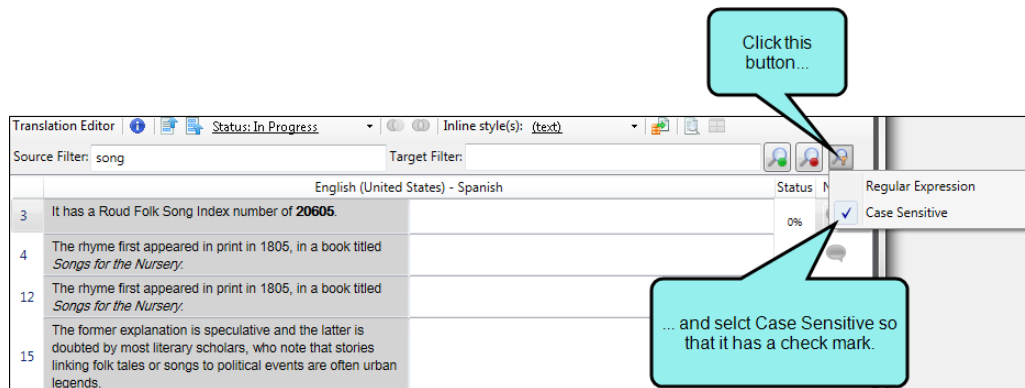 Click this
button...
Translation Editor Status: In Progress Inline style(s): (text)
Source Filter: song Target Filter:
English (United States) - Spanish Status N
Regular Expression
Case Sensitive
3 It has a Roud Folk Song Index number of 20605. 0%
4 The rhyme first appeared in print in 1805, in a book titled
Songs for the Nursery.
12 The rhyme first appeared in print in 1805, in a book titled
Songs for the Nursery.
15 The former explanation is speculative and the latter is
doubted by most literary scholars, who note that stories
linking folk tales or songs to political events are often urban
legends.
... and selct Case Sensitive so
that it has a check mark.